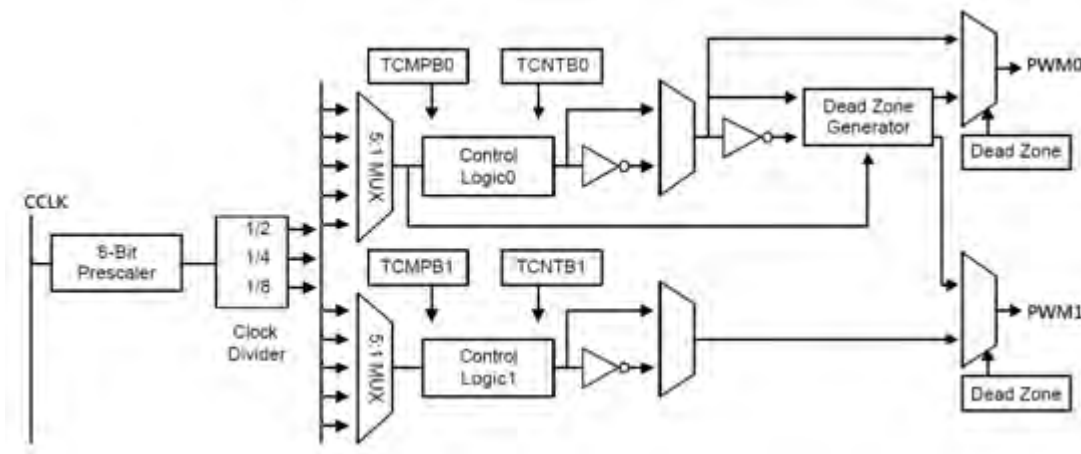 TCMPB0
TCNTB0
5:1 MUX
Control
Logic0
Dead Zone
Generator
PWM0
Dead Zone
CCLK
8-Bit
Prescaler
1/2
1/4
1/8
Clock
Divider
TCMPB1
TCNTB1
5:1 MUX
Control
Logic1
PWM1
Dead Zone